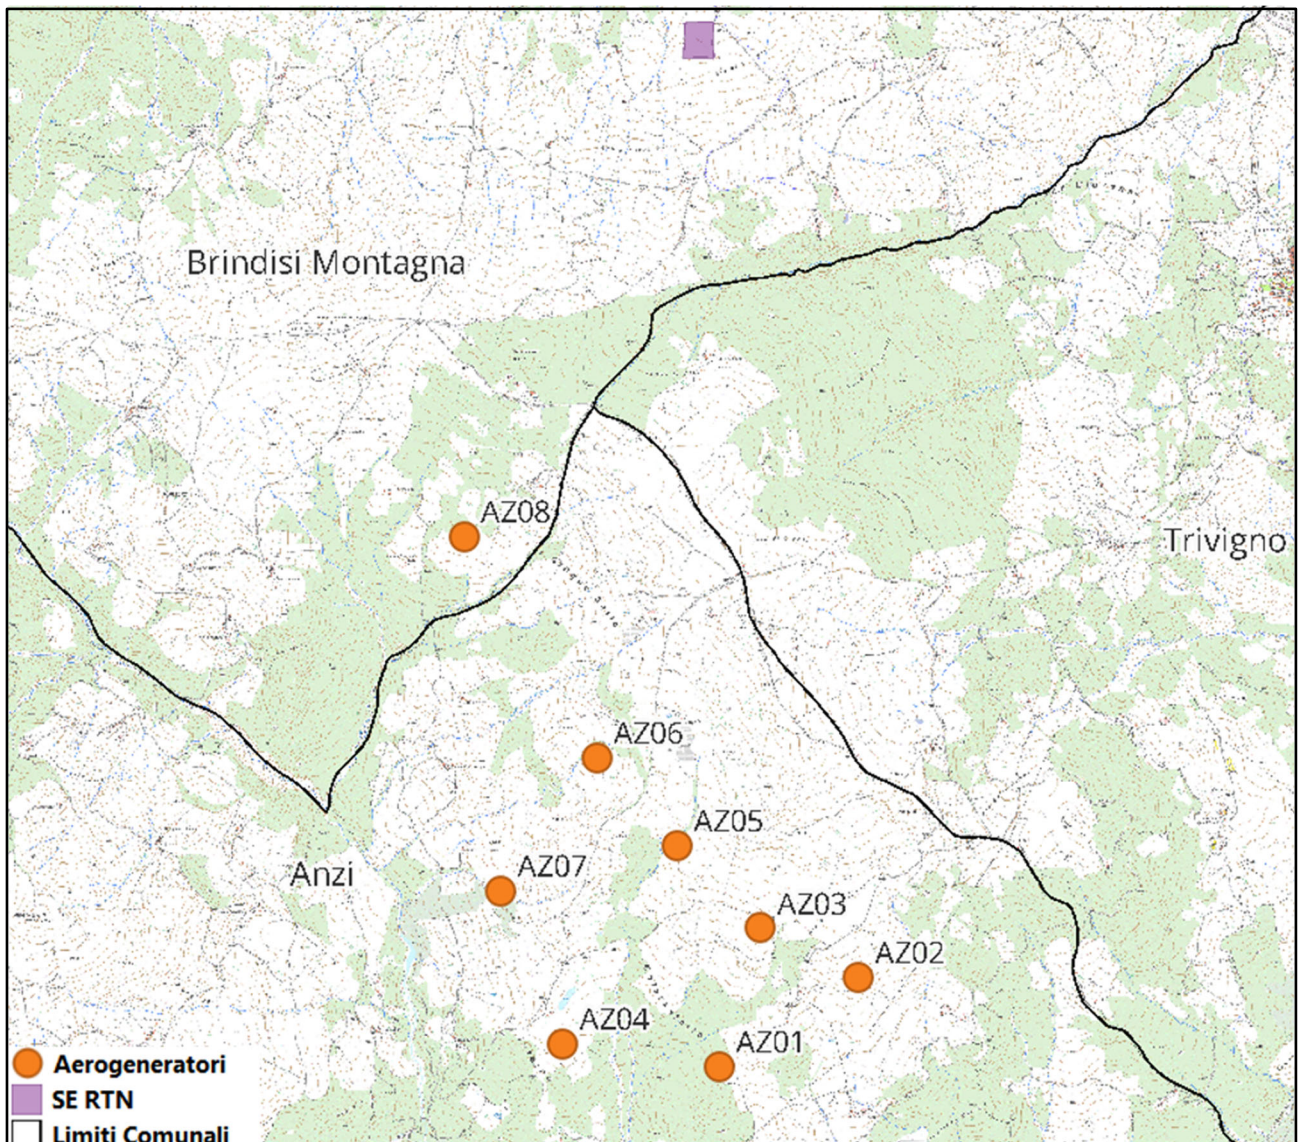 Brindisi Montagna
AZ08
Trivigno
AZ06
AZ05
AZ07
Anzi
AZ03
AZ02
AZ04
AZ01
Aerogeneratori
SE RTN
Limiti Comunali